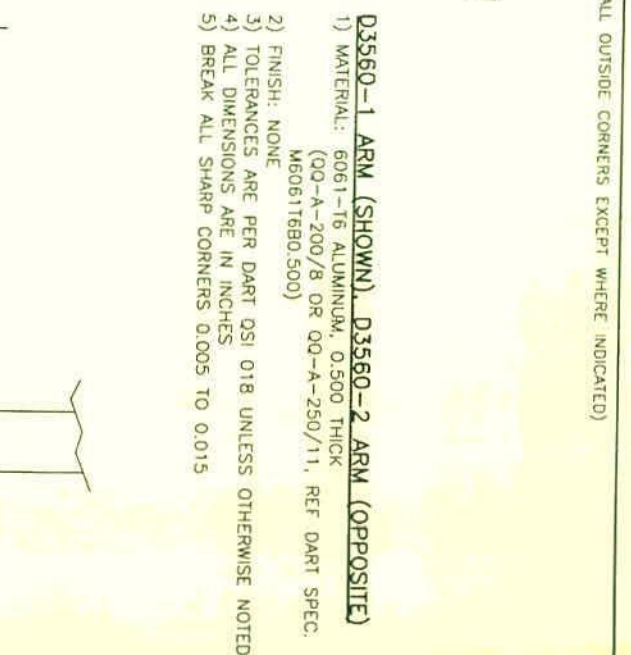 ALL OUTSIDE CORNERS EXCEPT WHERE INDICATED)
D3560-1 ARM (SHOWN), D3560-2 ARM (OPPOSITE)
1) MATERIAL: 6061-T6 ALUMINUM, 0.500 THICK
(QQ-A-200/8 OR QQ-A-250/11, REF DART SPEC.
M6061T6B0.500)
2) FINISH: NONE
3) TOLERANCES ARE PER DART QSI 018 UNLESS OTHERWISE NOTED
4) ALL DIMENSIONS ARE IN INCHES
5) BREAK ALL SHARP CORNERS 0.005 TO 0.015